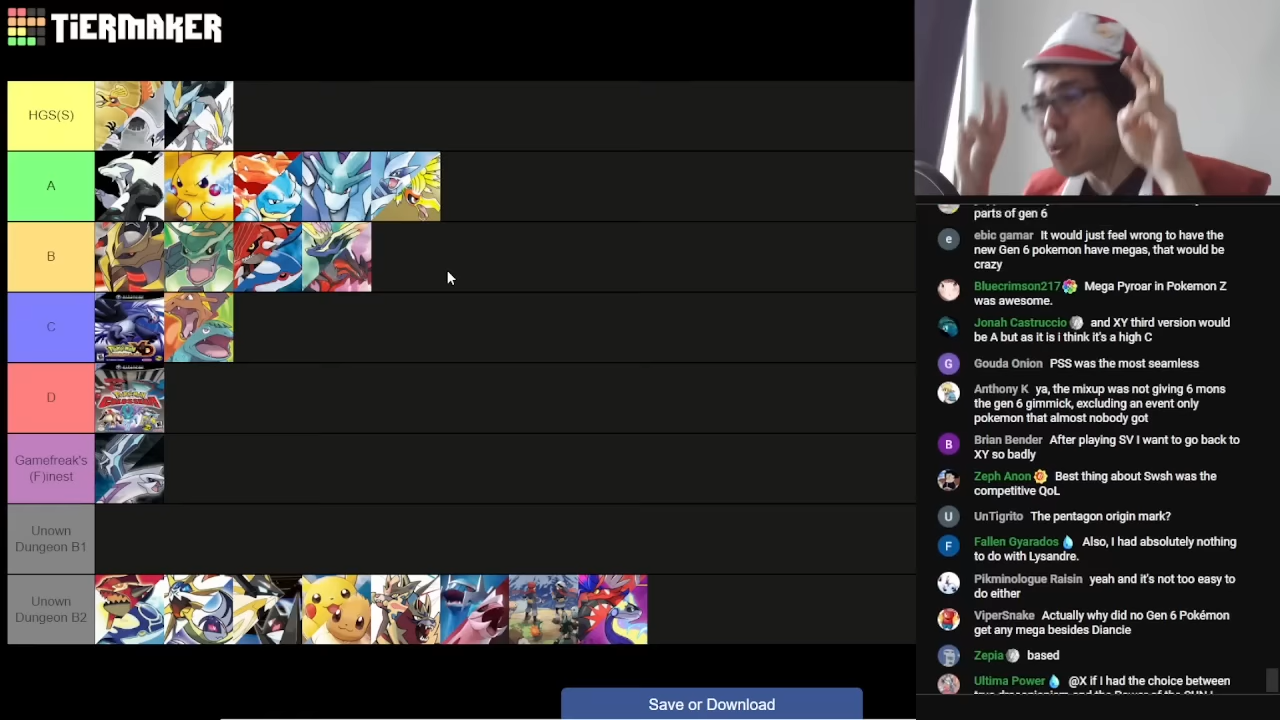 TIERMAKER
HGS(S)
A
B
C
D
Gamefreak's
(F)inest
Unown
Dungeon B1
Unown
Dungeon B2
Save or Download
parts of gen 6
e ebic gamar It would just feel wrong to have the
new Gen 6 pokemon have megas, that would be
crazy
Bluecrimson217 Mega Pyroar in Pokemon Z
was awesome.
Jonah Castruccio and XY third version would
be A but as it is i think it's a high C
G Gouda Onion PSS was the most seamless
Anthony K ya, the mixup was not giving 6 mons
the gen 6 gimmick, excluding an event only
pokemon that almost nobody got
B Brian Bender After playing SV I want to go back to
XY so badly
Zeph Anon Best thing about Swsh was the
competitive QoL
U UnTigrito The pentagon origin mark?
F Fallen Gyarados Also, I had absolutely nothing
to do with Lysandre.
Pikminologue Raisin yeah and it's not too easy to
do either
ViperSnake Actually why did no Gen 6 Pokémon
get any mega besides Diancie
Zepia based
Ultima Power @X if I had the choice between